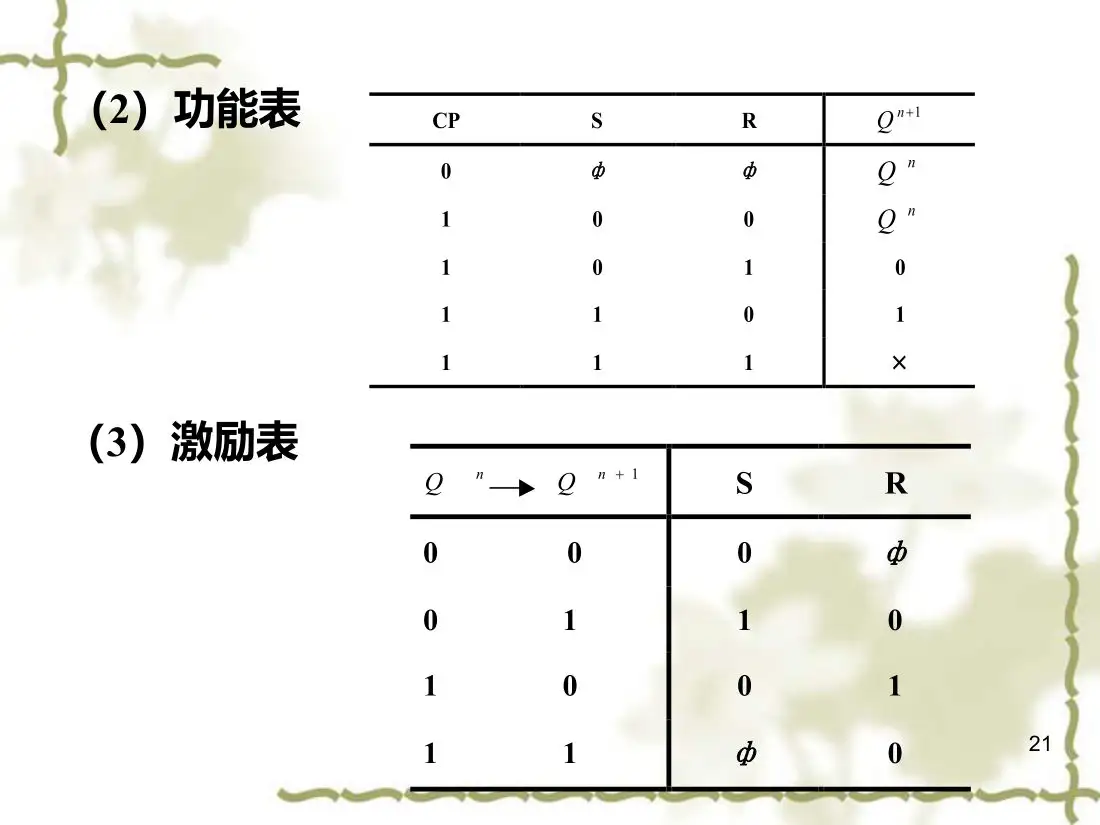 （2）功能表
CP S R Qⁿ⁺¹
0 ф ф Qⁿ
1 0 0 Qⁿ
1 0 1 0
1 1 0 1
1 1 1 ×
（3）激励表
Qⁿ → Qⁿ⁺¹ S R
0 0 0 ф
0 1 1 0
1 0 0 1
1 1 ф 0
21